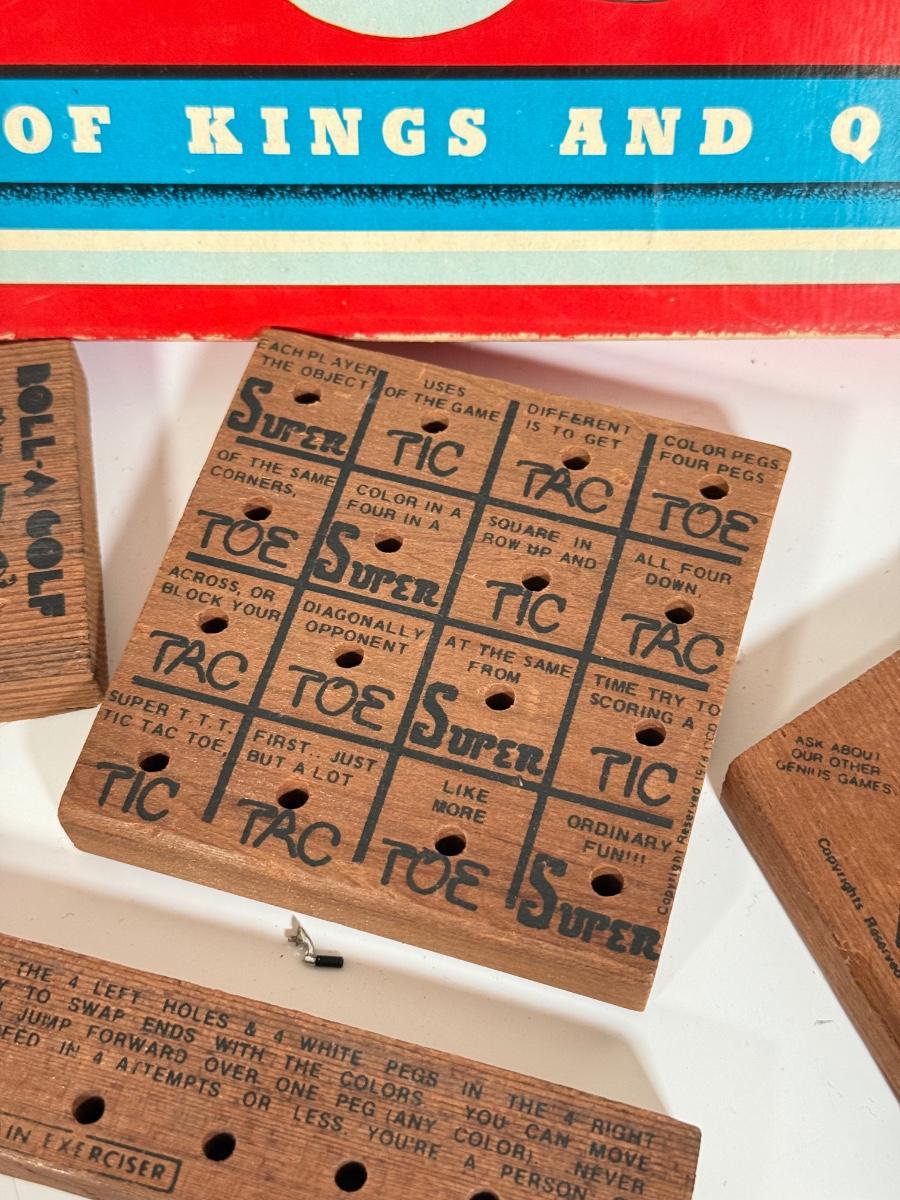 OF KINGS AND Q
EACH PLAYER USES DIFFERENT COLOR PEGS.
THE OBJECT OF THE GAME IS TO GET FOUR PEGS
SUPER TIC TAC TOE
OF THE SAME COLOR IN A SQUARE IN ALL FOUR
CORNERS, FOUR IN A ROW UP AND DOWN,
TOE SUPER TIC TAC
ACROSS, OR DIAGONALLY AT THE SAME TIME TRY TO
BLOCK YOUR OPPONENT FROM SCORING A
TAC TOE SUPER TIC
SUPER T.T.T. FIRST... JUST LIKE ORDINARY
TIC TAC TOE, BUT A LOT MORE FUN!!!
TIC TAC TOE SUPER
Copyright Reserved
GOLF
ASK ABOUT
OUR OTHER
GENIUS GAMES
Copyrights Reserved
THE 4 LEFT HOLES & 4 WHITE PEGS IN THE 4 RIGHT
TO SWAP ENDS WITH THE COLORS. YOU CAN MOVE
JUMP FORWARD OVER ONE PEG (ANY COLOR). NEVER
IN 4 ATTEMPTS OR LESS. YOU'RE A PERSON
IN EXERCISER